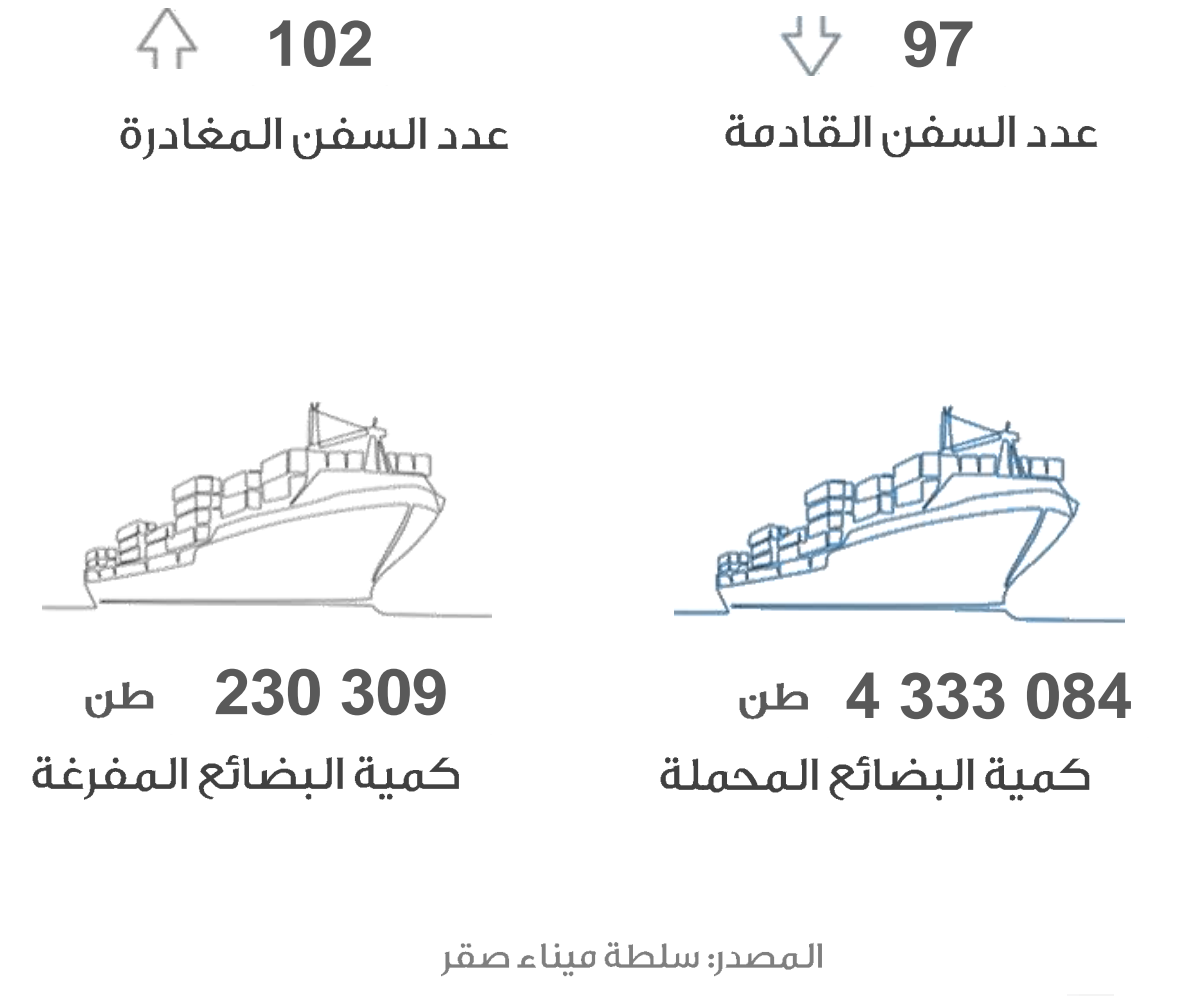 97
عدد السفن القادمة
102
عدد السفن المغادرة
4 333 084 طن
كمية البضائع المحملة
230 309 طن
كمية البضائع المفرغة
المصدر: سلطة ميناء صقر